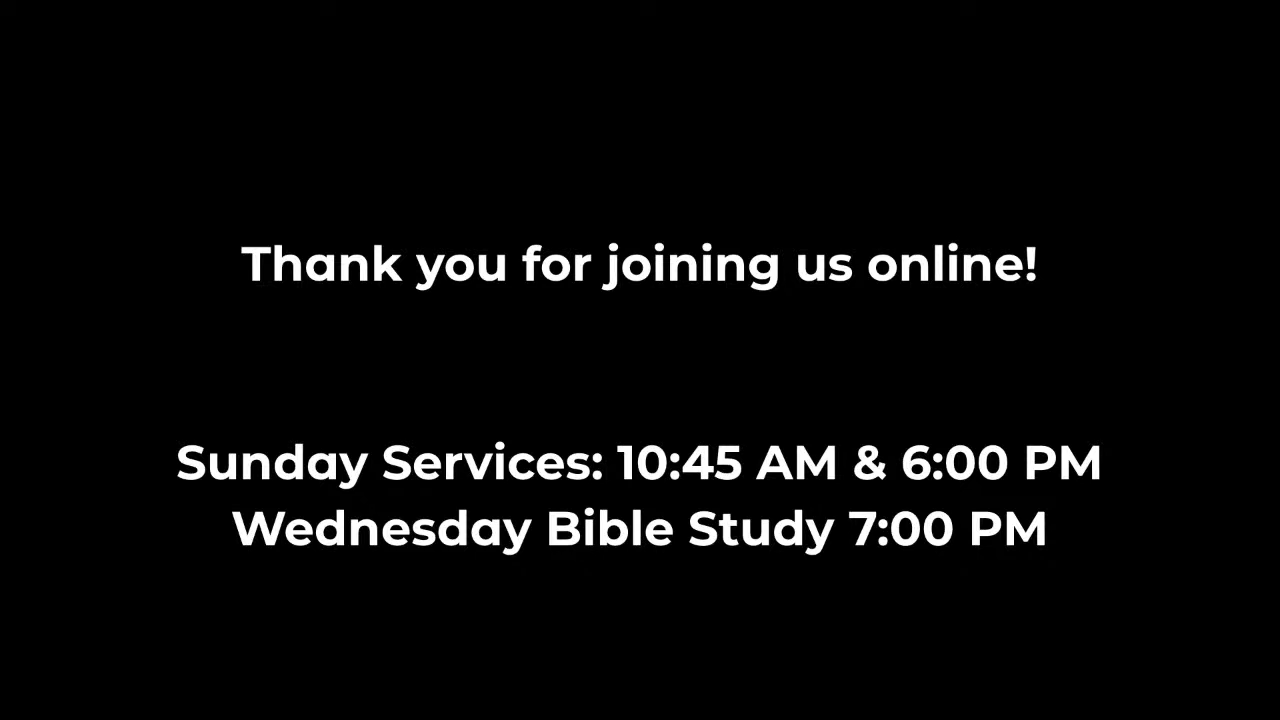 Thank you for joining us online!
Sunday Services: 10:45 AM & 6:00 PM
Wednesday Bible Study 7:00 PM